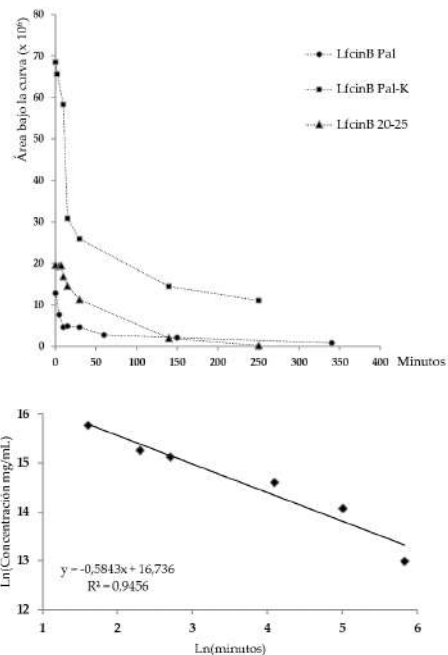 Área bajo la curva (x 10⁶)
80
70
60
50
40
30
20
10
0
LfcinB Pal
LfcinB Pal-K
LfcinB 20-25
0 50 100 150 200 250 300 350 400 Minutos
Ln(Concentración mg/mL)
16
15
14
13
12
y = -0,5843x + 16,736
R² = 0,9456
1 2 3 4 5 6
Ln(minutos)